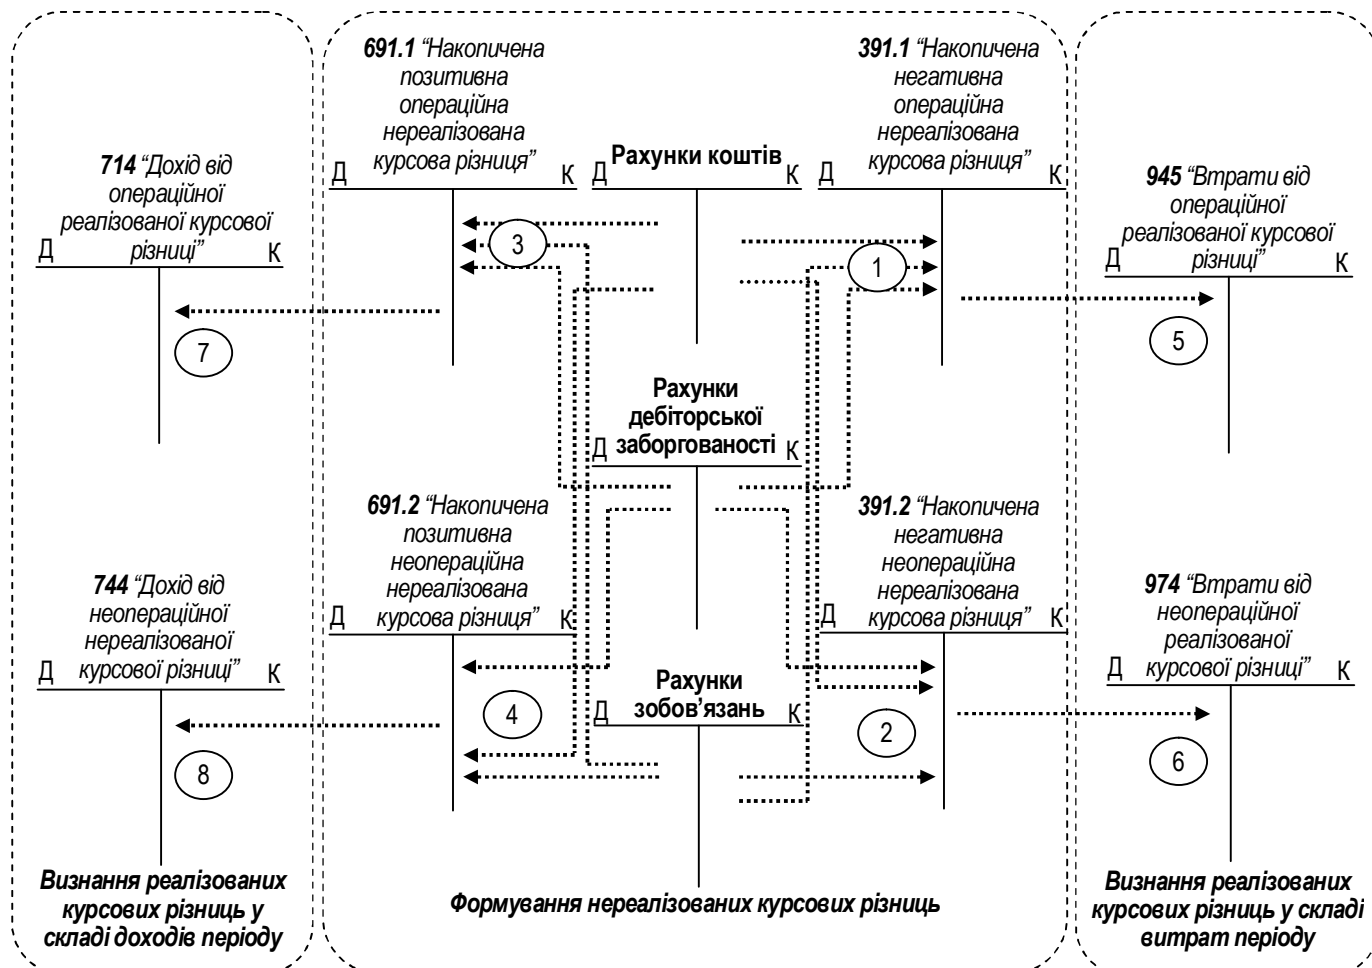 691.1 “Накопичена
позитивна
операційна
нереалізована
курсова різниця”
Д
К
391.1 “Накопичена
негативна
операційна
нереалізована
курсова різниця”
Д
К
Рахунки коштів
Д
К
714 “Дохід від
операційної
реалізованої курсової
різниці”
Д
К
945 “Втрати від
операційної
реалізованої курсової
різниці”
Д
К
3
1
7
5
Рахунки
дебіторської
заборгованості
Д
К
691.2 “Накопичена
позитивна
неопераційна
нереалізована
курсова різниця”
Д
К
391.2 “Накопичена
негативна
неопераційна
нереалізована
курсова різниця”
Д
К
744 “Дохід від
неопераційної
нереалізованої
курсової різниці”
Д
К
974 “Втрати від
неопераційної
реалізованої
курсової різниці”
Д
К
Рахунки
зобов’язань
Д
К
4
2
8
6
Визнання реалізованих
курсових різниць у
складі доходів періоду
Формування нереалізованих курсових різниць
Визнання реалізованих
курсових різниць у складі
витрат періоду